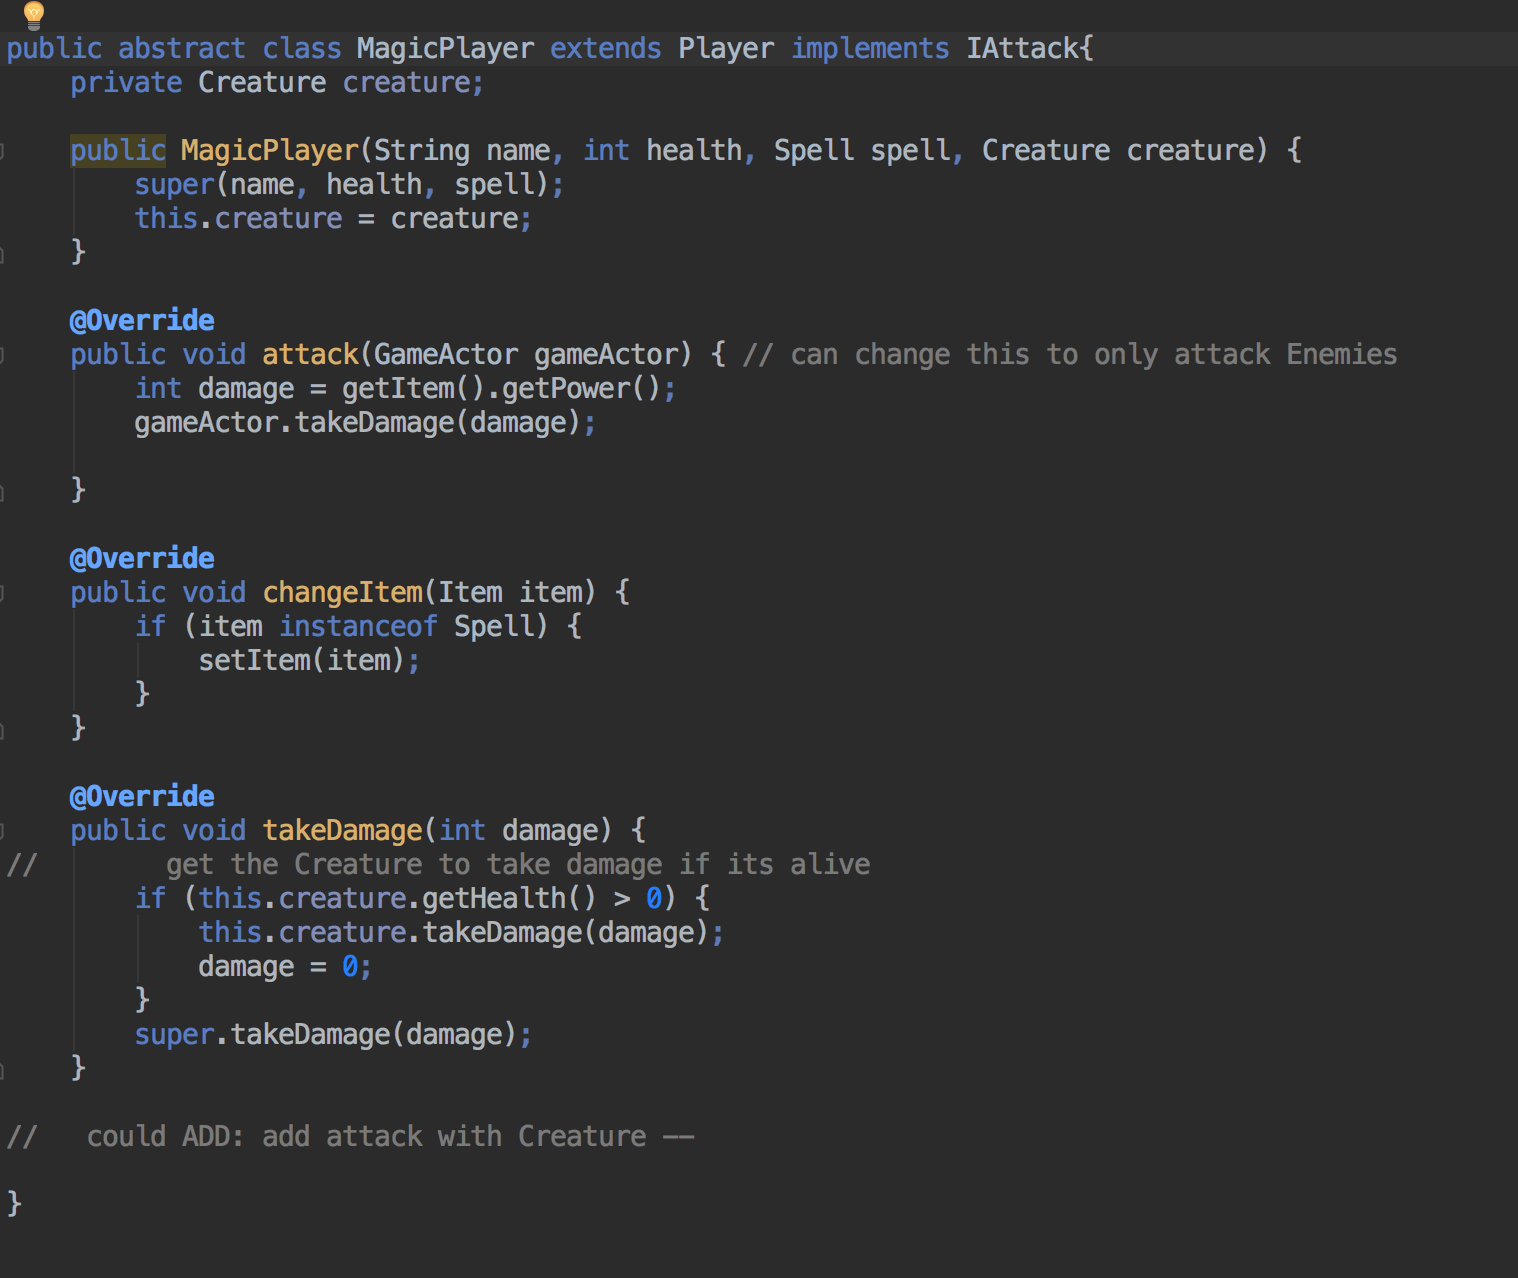 public abstract class MagicPlayer extends Player implements IAttack{
    private Creature creature;

    public MagicPlayer(String name, int health, Spell spell, Creature creature) {
        super(name, health, spell);
        this.creature = creature;
    }

    @Override
    public void attack(GameActor gameActor) { // can change this to only attack Enemies
        int damage = getItem().getPower();
        gameActor.takeDamage(damage);

    }

    @Override
    public void changeItem(Item item) {
        if (item instanceof Spell) {
            setItem(item);
        }
    }

    @Override
    public void takeDamage(int damage) {
//        get the Creature to take damage if its alive
        if (this.creature.getHealth() > 0) {
            this.creature.takeDamage(damage);
            damage = 0;
        }
        super.takeDamage(damage);
    }

//   could ADD: add attack with Creature --

}